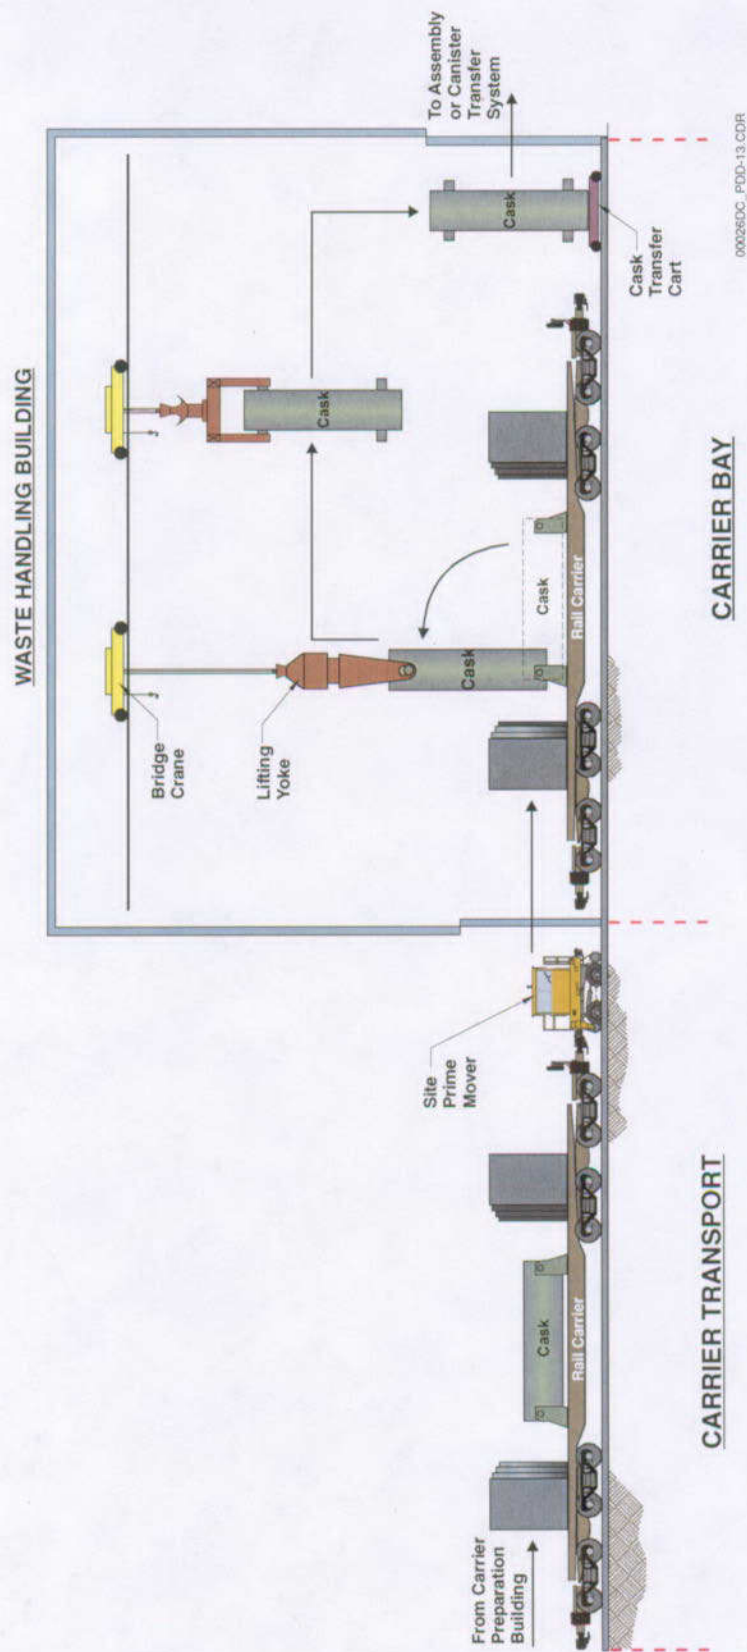 WASTE HANDLING BUILDING
Bridge
Crane
Lifting
Yoke
Cask
Cask
Cask
Rail Carrier
Cask
To Assembly
or Canister
Transfer
System
Cask
Transfer
Cart
Site
Prime
Mover
From Carrier
Preparation
Building
Cask
Rail Carrier
CARRIER TRANSPORT
CARRIER BAY
00026DC_PDD-13.CDR